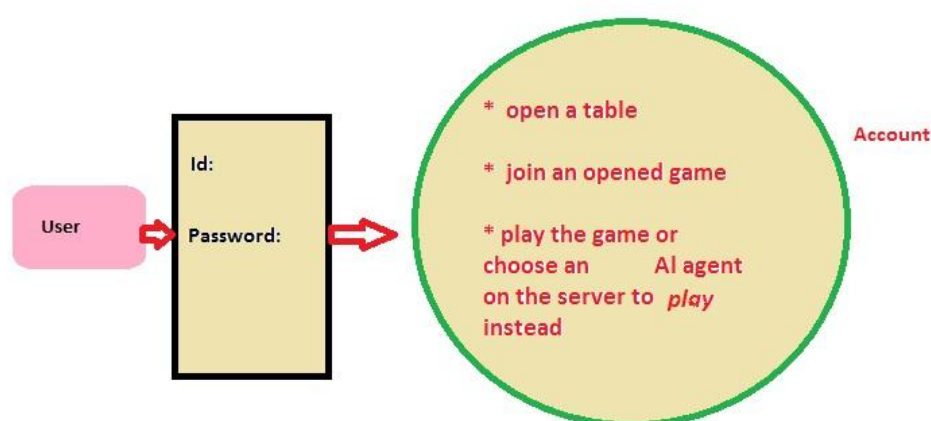 User
Id:
Password:
* open a table
* join an opened game
* play the game or
choose an AI agent
on the server to play
instead
Account